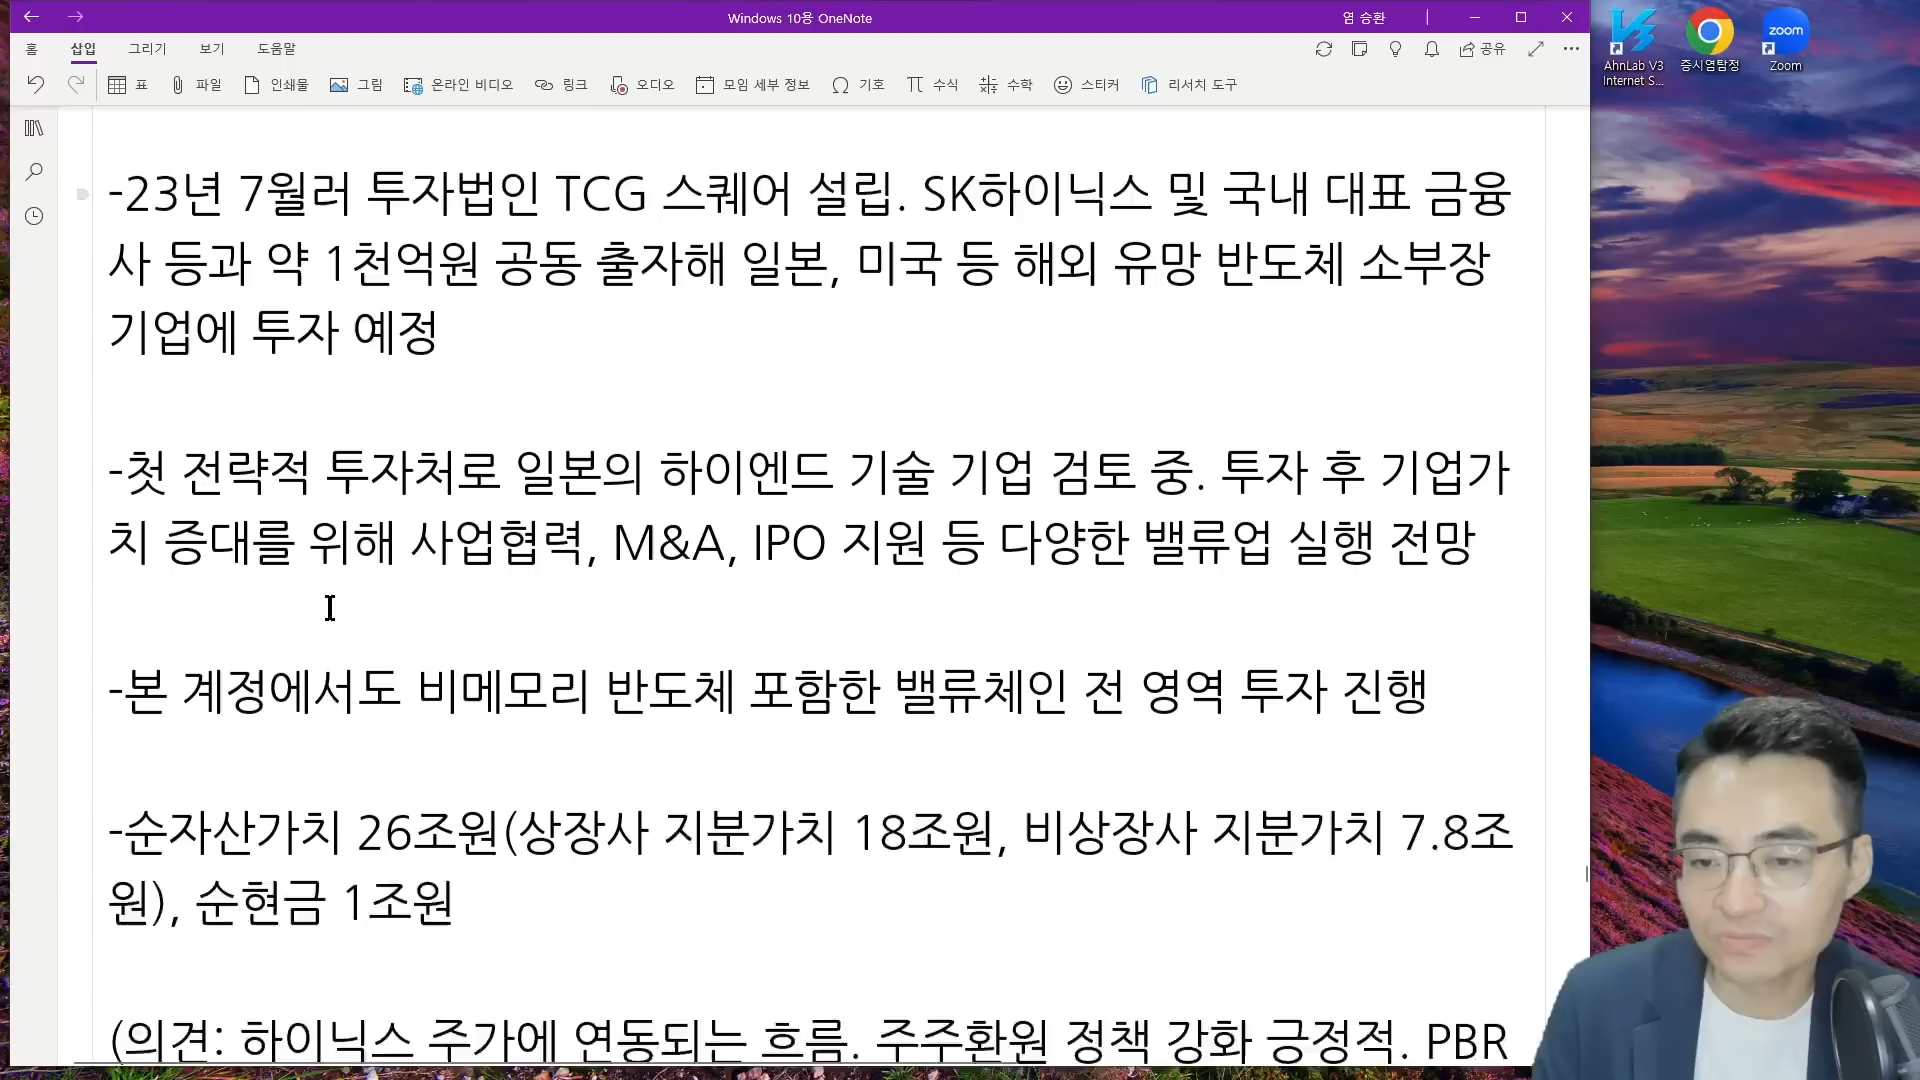 Windows 10용 OneNote
염 승환
홈 삽입 그리기 보기 도움말
공유
표 파일 인쇄물 그림 온라인 비디오 링크 오디오 모임 세부 정보 기호 수식 수학 스티커 리서치 도구
AhnLab V3 Internet S...
증시염탐정
zoom
Zoom
-23년 7월러 투자법인 TCG 스퀘어 설립. SK하이닉스 및 국내 대표 금융
사 등과 약 1천억원 공동 출자해 일본, 미국 등 해외 유망 반도체 소부장
기업에 투자 예정
-첫 전략적 투자처로 일본의 하이엔드 기술 기업 검토 중. 투자 후 기업가
치 증대를 위해 사업협력, M&A, IPO 지원 등 다양한 밸류업 실행 전망
-본 계정에서도 비메모리 반도체 포함한 밸류체인 전 영역 투자 진행
-순자산가치 26조원(상장사 지분가치 18조원, 비상장사 지분가치 7.8조
원), 순현금 1조원
(의견: 하이닉스 주가에 연동되는 흐름. 주주환원 정책 강화 긍정적. PBR